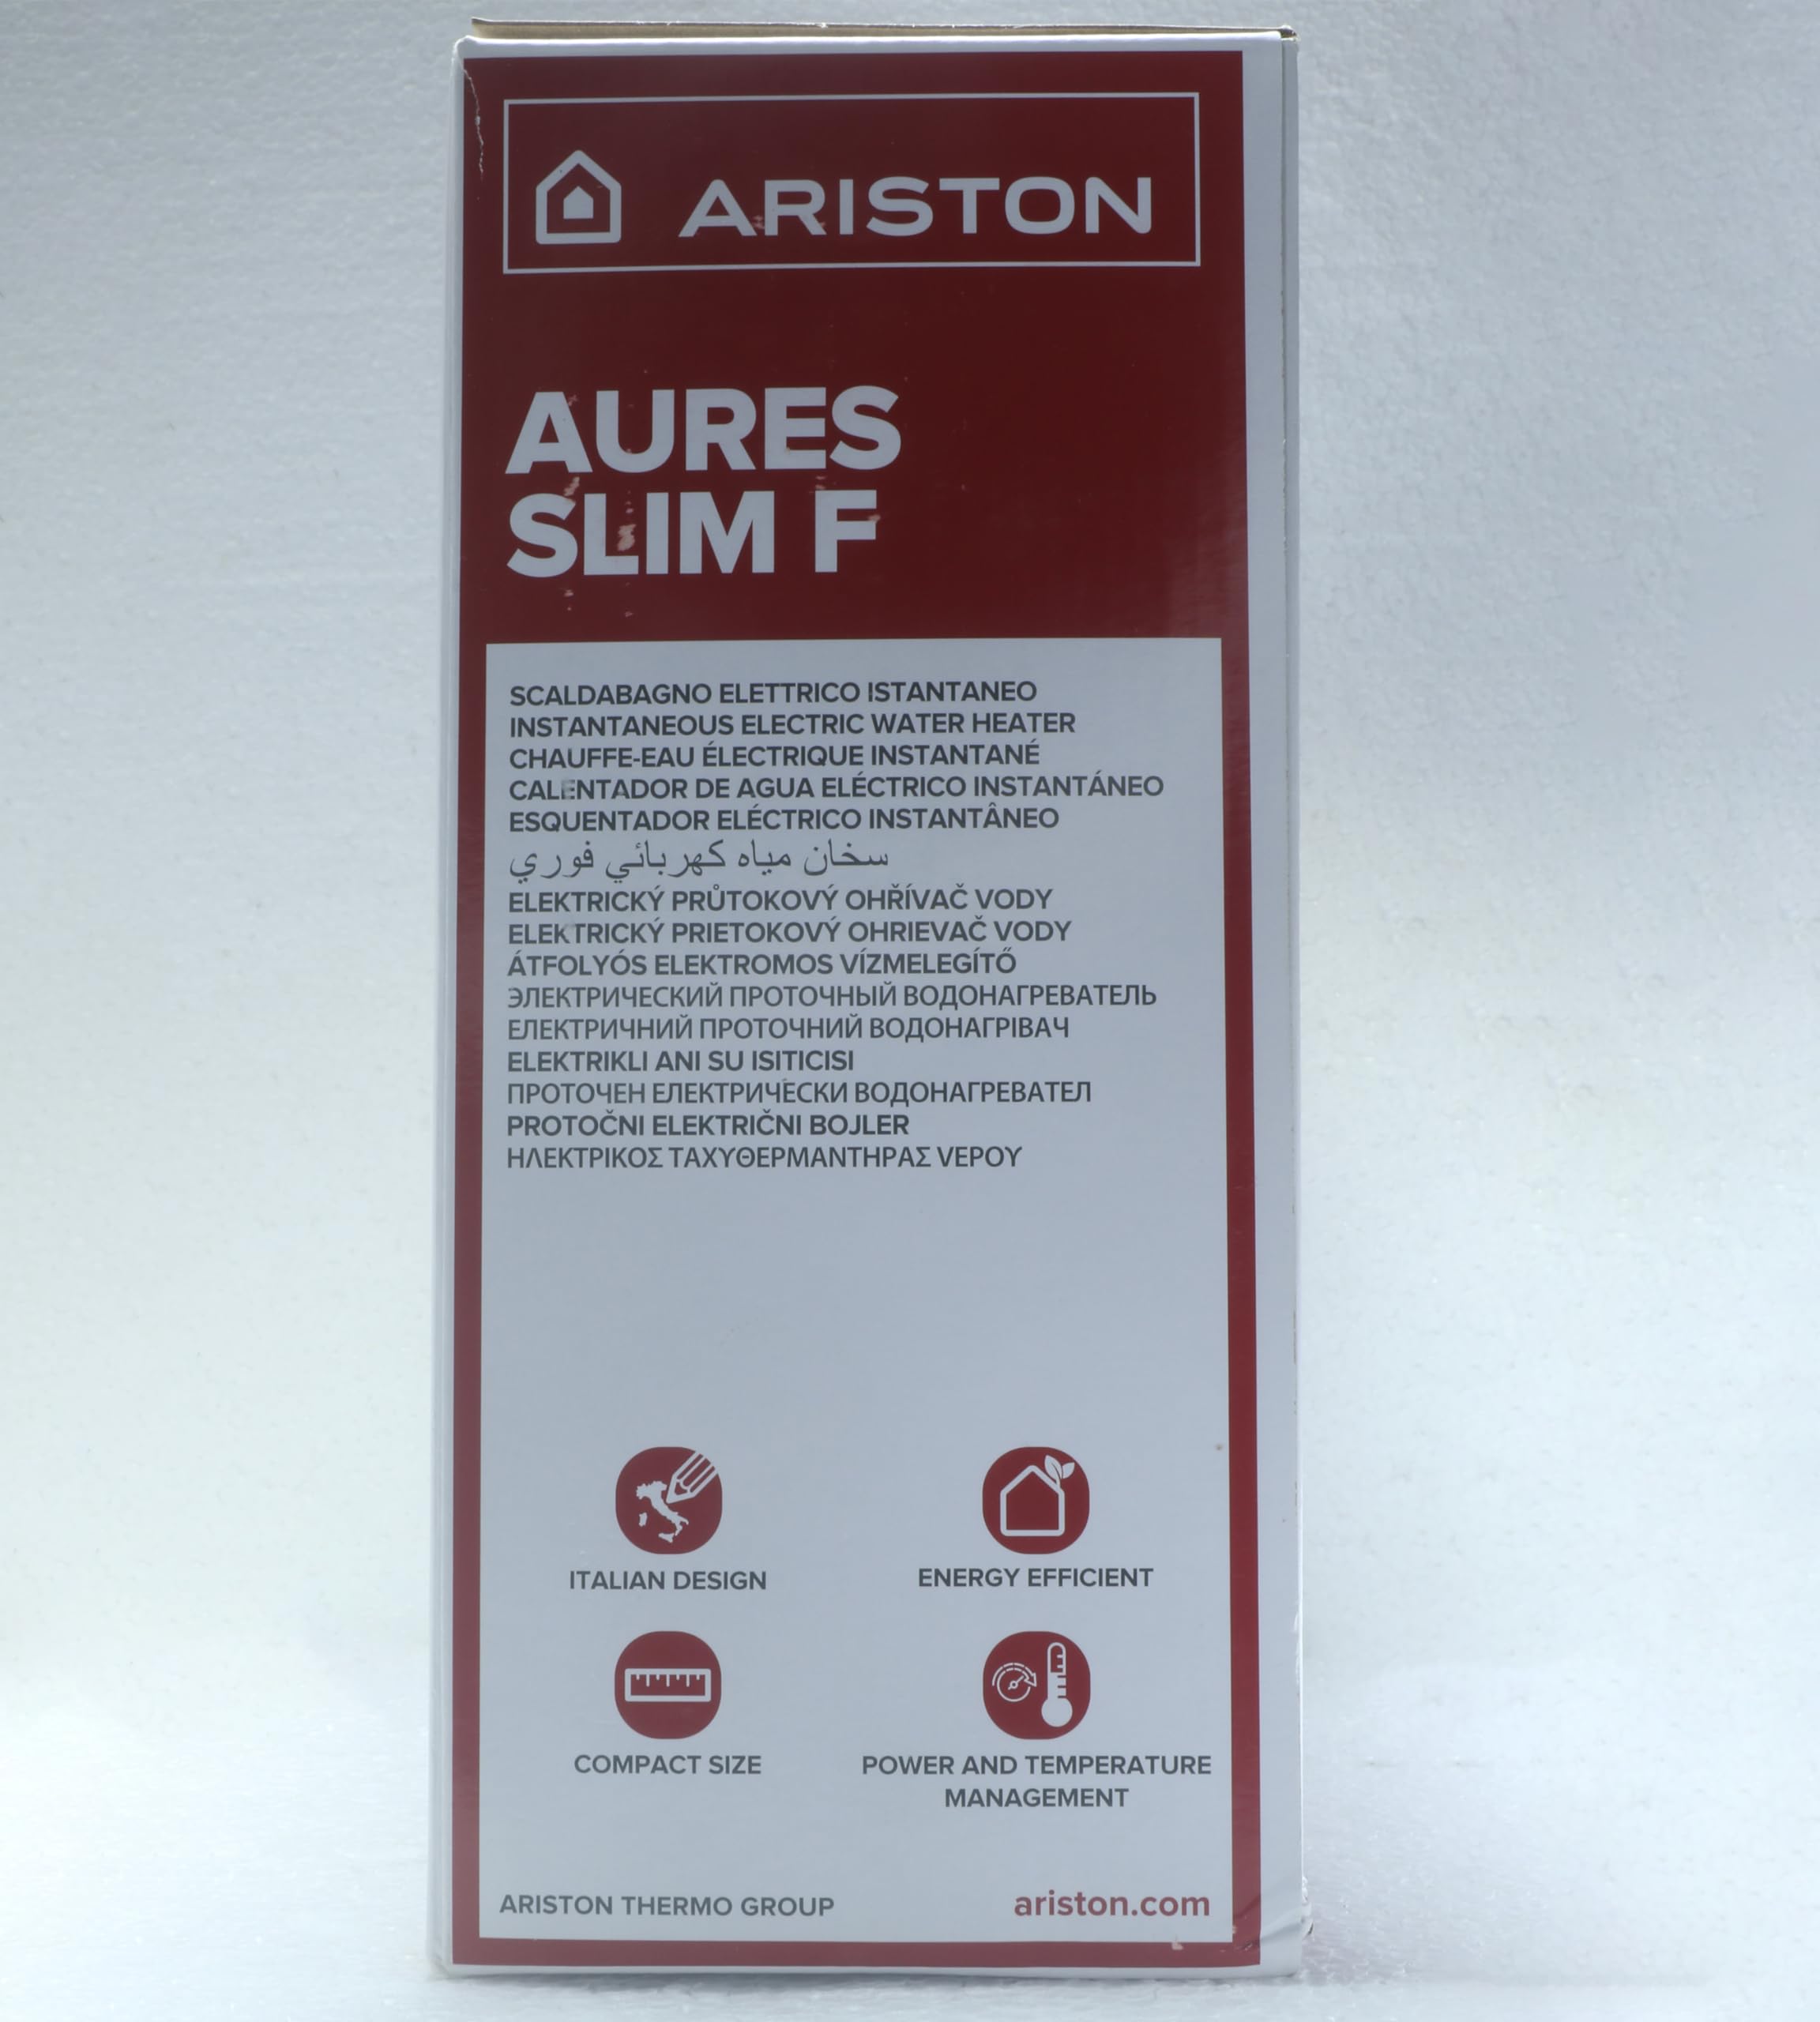 ARISTON
AURES
SLIM F
SCALDABAGNO ELETTRICO ISTANTANEO
INSTANTANEOUS ELECTRIC WATER HEATER
CHAUFFE-EAU ÉLECTRIQUE INSTANTANÉ
CALENTADOR DE AGUA ELÉCTRICO INSTANTÁNEO
ESQUENTADOR ELÉCTRICO INSTANTÂNEO
سخان مياه كهربائي فوري
ELEKTRICKÝ PRŮTOKOVÝ OHŘÍVAČ VODY
ELEKTRICKÝ PRIETOKOVÝ OHRIEVAČ VODY
ÁTFOLYÓS ELEKTROMOS VÍZMELEGÍTŐ
ЭЛЕКТРИЧЕСКИЙ ПРОТОЧНЫЙ ВОДОНАГРЕВАТЕЛЬ
ЕЛЕКТРИЧНИЙ ПРОТОЧНИЙ ВОДОНАГРІВАЧ
ELEKTRIKLI ANI SU ISITICISI
ПРОТОЧЕН ЕЛЕКТРИЧЕСКИ ВОДОНАГРЕВАТЕЛ
PROTOČNI ELEKTRIČNI BOJLER
ΗΛΕΚΤΡΙΚΟΣ ΤΑΧΥΘΕΡΜΑΝΤΗΡΑΣ VΕΡΟΥ
ITALIAN DESIGN
ENERGY EFFICIENT
COMPACT SIZE
POWER AND TEMPERATURE
MANAGEMENT
ARISTON THERMO GROUP
ariston.com